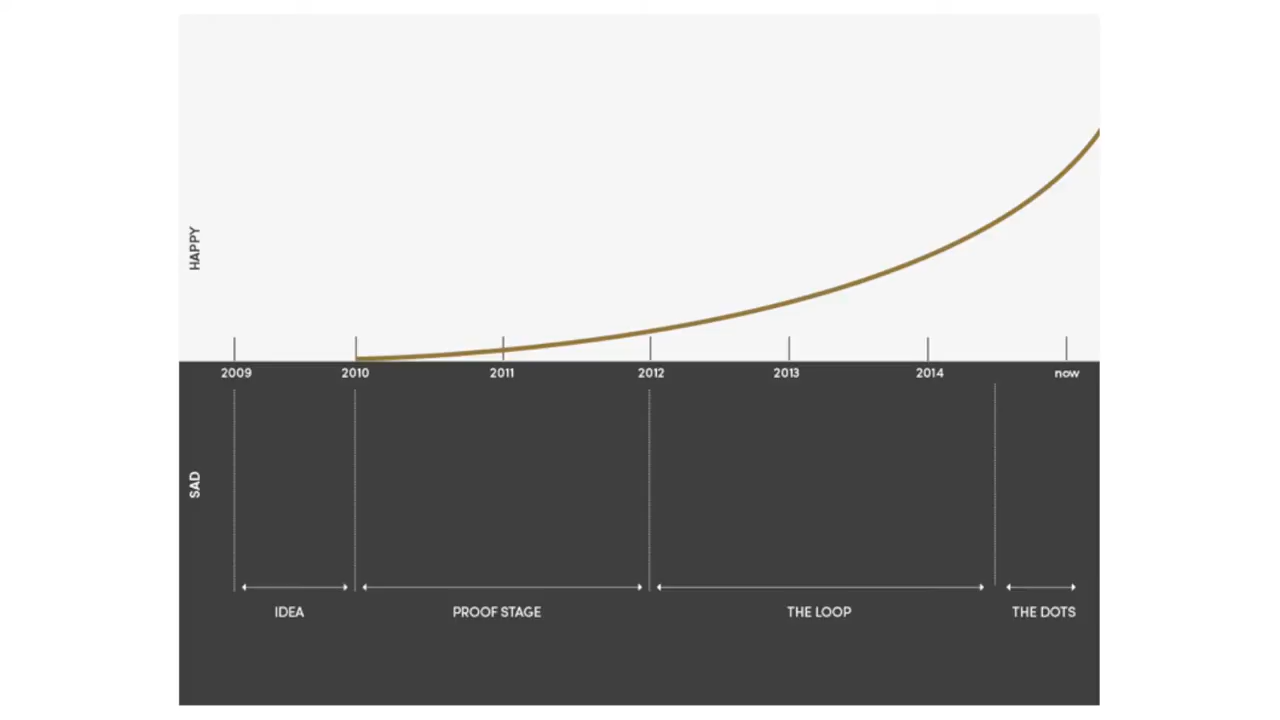 HAPPY
2009 2010 2011 2012 2013 2014 now
SAD
IDEA PROOF STAGE THE LOOP THE DOTS